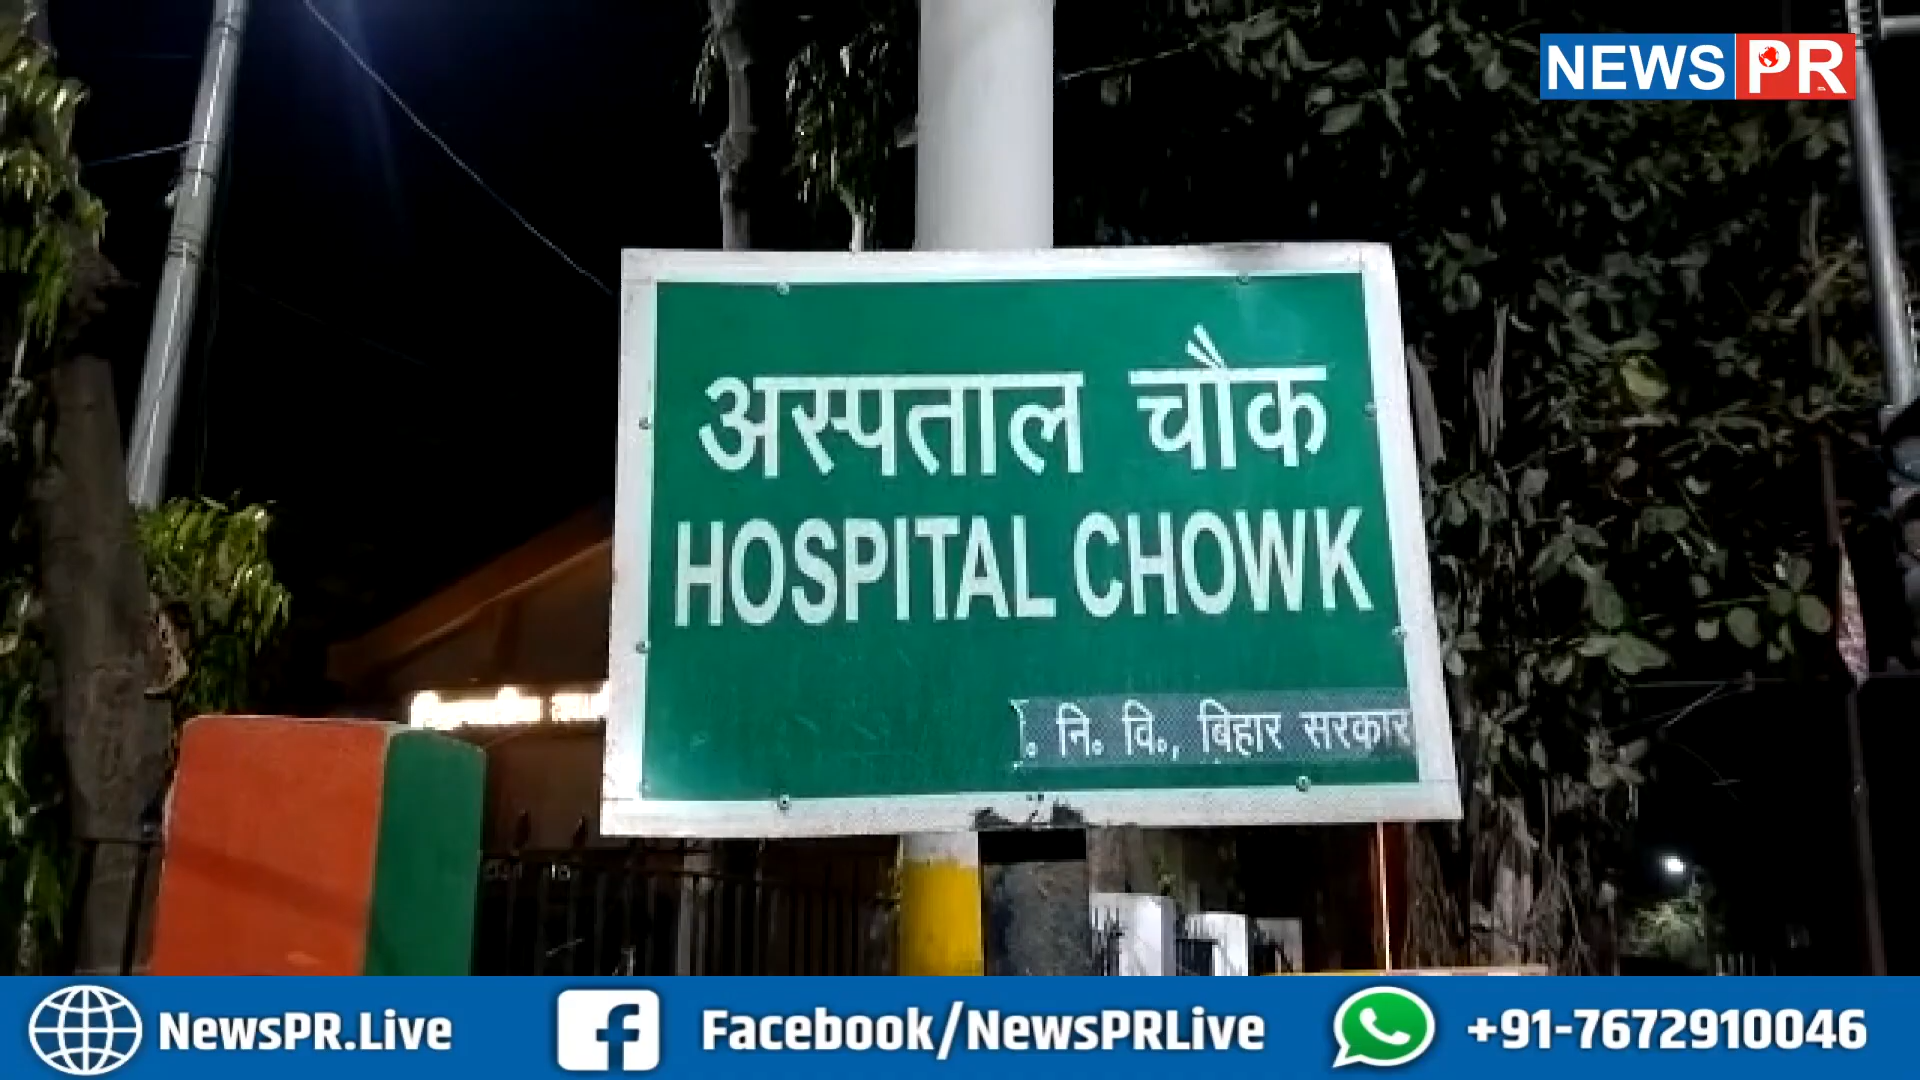 NEWS PR
अस्पताल चौक
HOSPITAL CHOWK
. नि. वि., बिहार सरकार
NewsPR.Live
Facebook/NewsPRLive
+91-7672910046